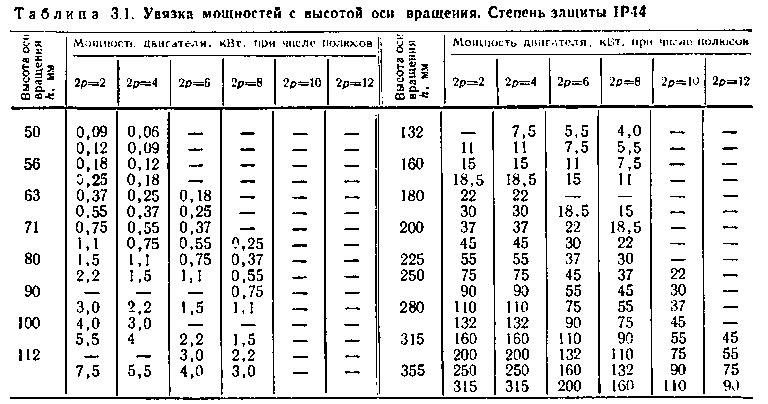 Таблица 3.1. Увязка мощностей с высотой оси вращения. Степень защиты IP44
Высота оси вращения h, мм Мощность двигателя, кВт, при числе полюсов Высота оси вращения h, мм Мощность двигателя, кВт, при числе полюсов
2p=2 2p=4 2p=6 2p=8 2p=10 2p=12 2p=2 2p=4 2p=6 2p=8 2p=10 2p=12
50 0,09 0,06 — — — — 132 — 7,5 5,5 4,0 — —
0,12 0,09 — — — — 11 11 7,5 5,5 — —
56 0,18 0,12 — — — — 160 15 15 11 7,5 — —
0,25 0,18 — — — — 18,5 18,5 15 11 — —
63 0,37 0,25 0,18 — — — 180 22 22 — — — —
0,55 0,37 0,25 — — — 30 30 18,5 15 — —
71 0,75 0,55 0,37 — — — 200 37 37 22 18,5 — —
1,1 0,75 0,55 0,25 — — 45 45 30 22 — —
80 1,5 1,1 0,75 0,37 — — 225 55 55 37 30 — —
2,2 1,5 1,1 0,55 — — 250 75 75 45 37 22 —
90 — — — 0,75 — — 90 90 55 45 30 —
3,0 2,2 1,5 1,1 — — 280 110 110 75 55 37 —
100 4,0 3,0 — — — — 132 132 90 75 45 —
5,5 4 2,2 1,5 — — 315 160 160 110 90 55 45
112 — — 3,0 2,2 — — 200 200 132 110 75 55
7,5 5,5 4,0 3,0 — — 355 250 250 160 132 90 75
315 315 200 160 110 90